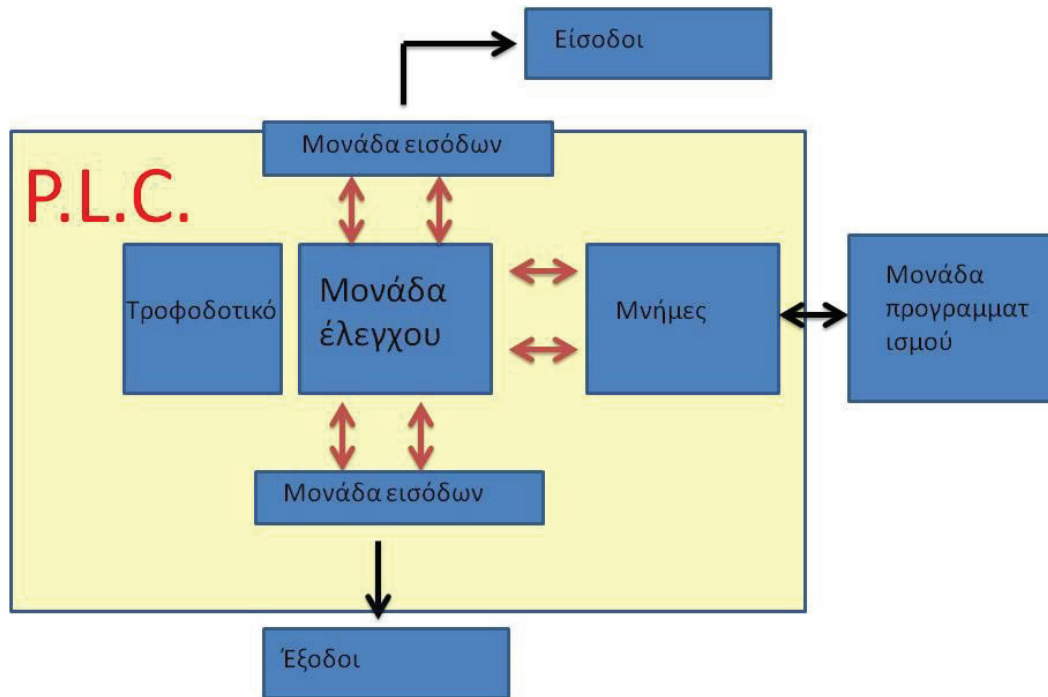 Είσοδοι
Μονάδα εισόδων
P.L.C.
Τροφοδοτικό
Μονάδα
έλεγχου
Μνήμες
Μονάδα
προγραμματ
ισμού
Μονάδα εισόδων
Έξοδοι